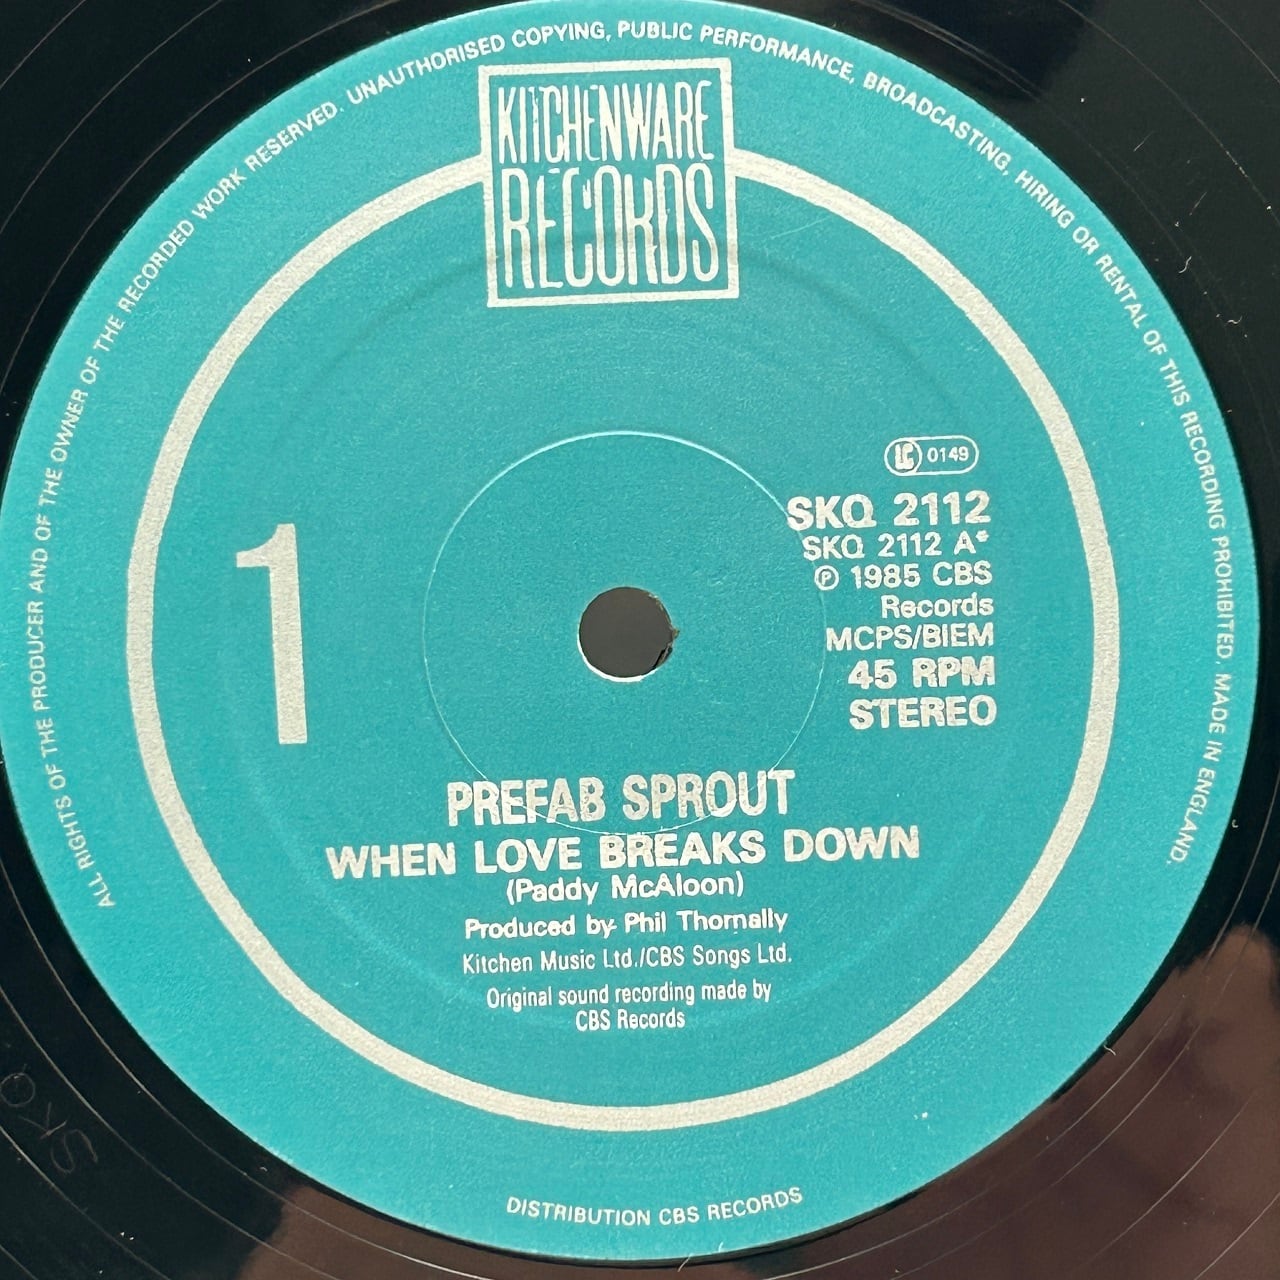 ALL RIGHTS OF THE PRODUCER AND OF THE OWNER OF THE RECORDED WORK RESERVED. UNAUTHORISED COPYING, PUBLIC PERFORMANCE, BROADCASTING, HIRING OR RENTAL OF THIS RECORDING PROHIBITED. MADE IN ENGLAND.
KITCHENWARE
RECORDS
LC 0149
1
SKQ 2112
SKQ 2112 A*
℗ 1985 CBS
Records
MCPS/BIEM
45 RPM
STEREO
PREFAB SPROUT
WHEN LOVE BREAKS DOWN
(Paddy McAloon)
Produced by Phil Thornally
Kitchen Music Ltd./CBS Songs Ltd.
Original sound recording made by
CBS Records
DISTRIBUTION CBS RECORDS
SKQ